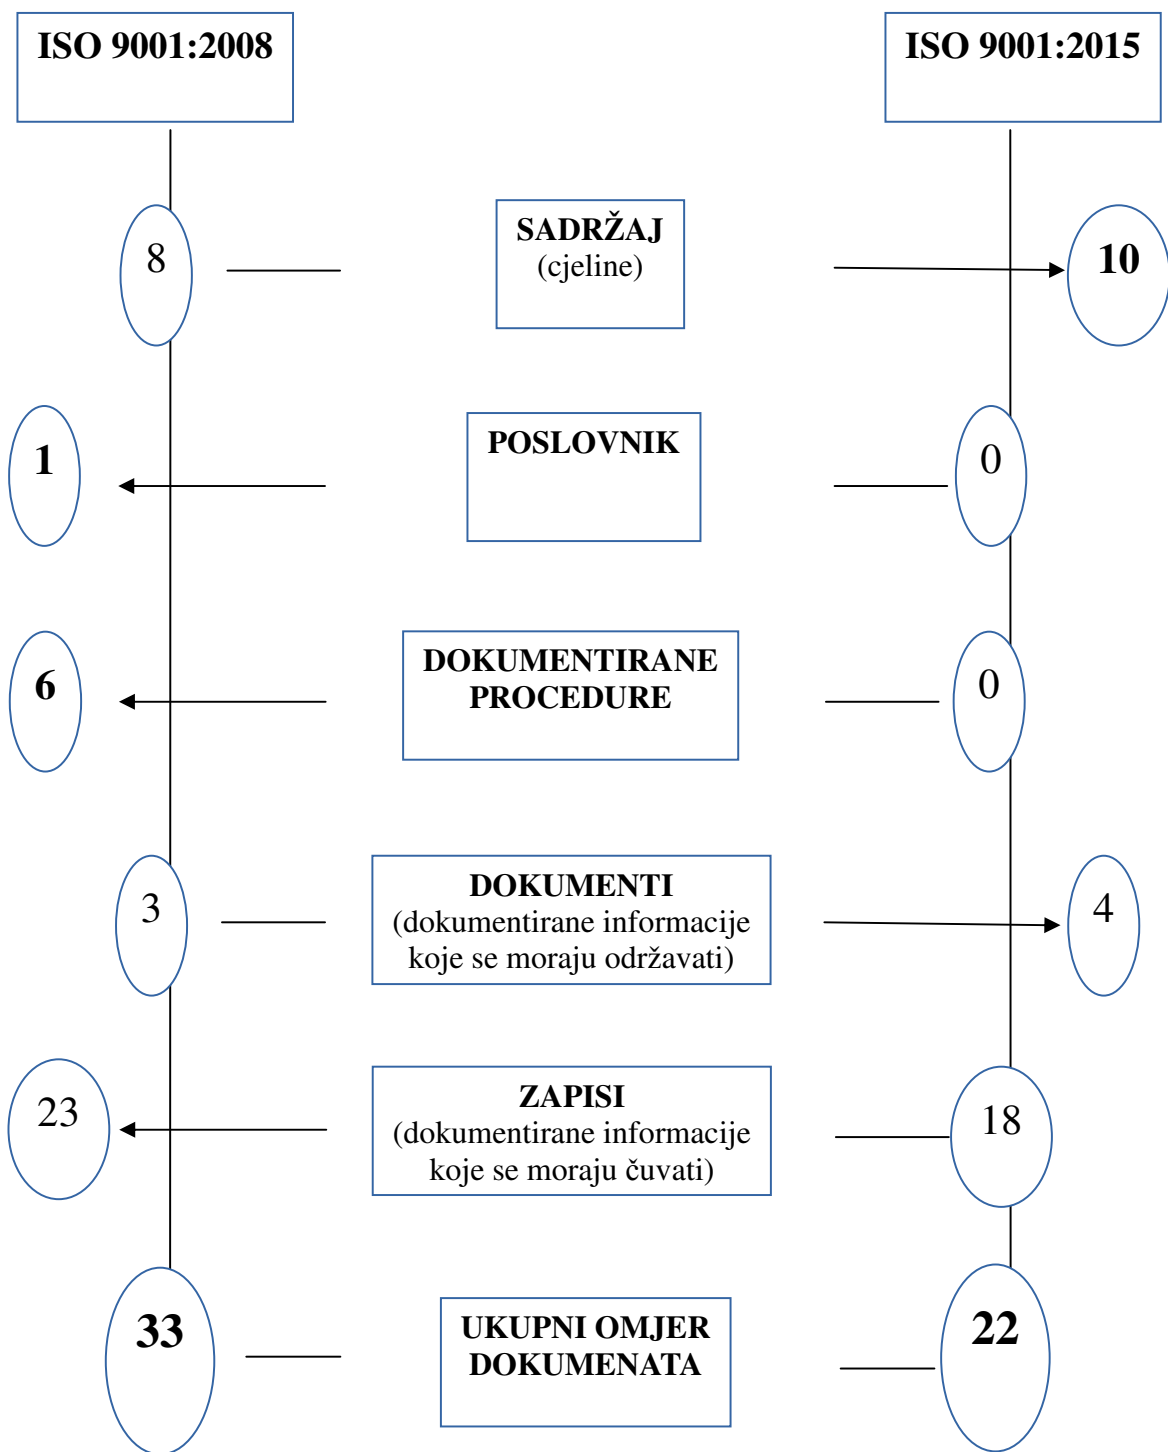 ISO 9001:2008
ISO 9001:2015
8
SADRŽAJ
(cjeline)
10
1
POSLOVNIK
0
6
DOKUMENTIRANE
PROCEDURE
0
3
DOKUMENTI
(dokumentirane informacije
koje se moraju održavati)
4
23
ZAPISI
(dokumentirane informacije
koje se moraju čuvati)
18
33
UKUPNI OMJER
DOKUMENATA
22